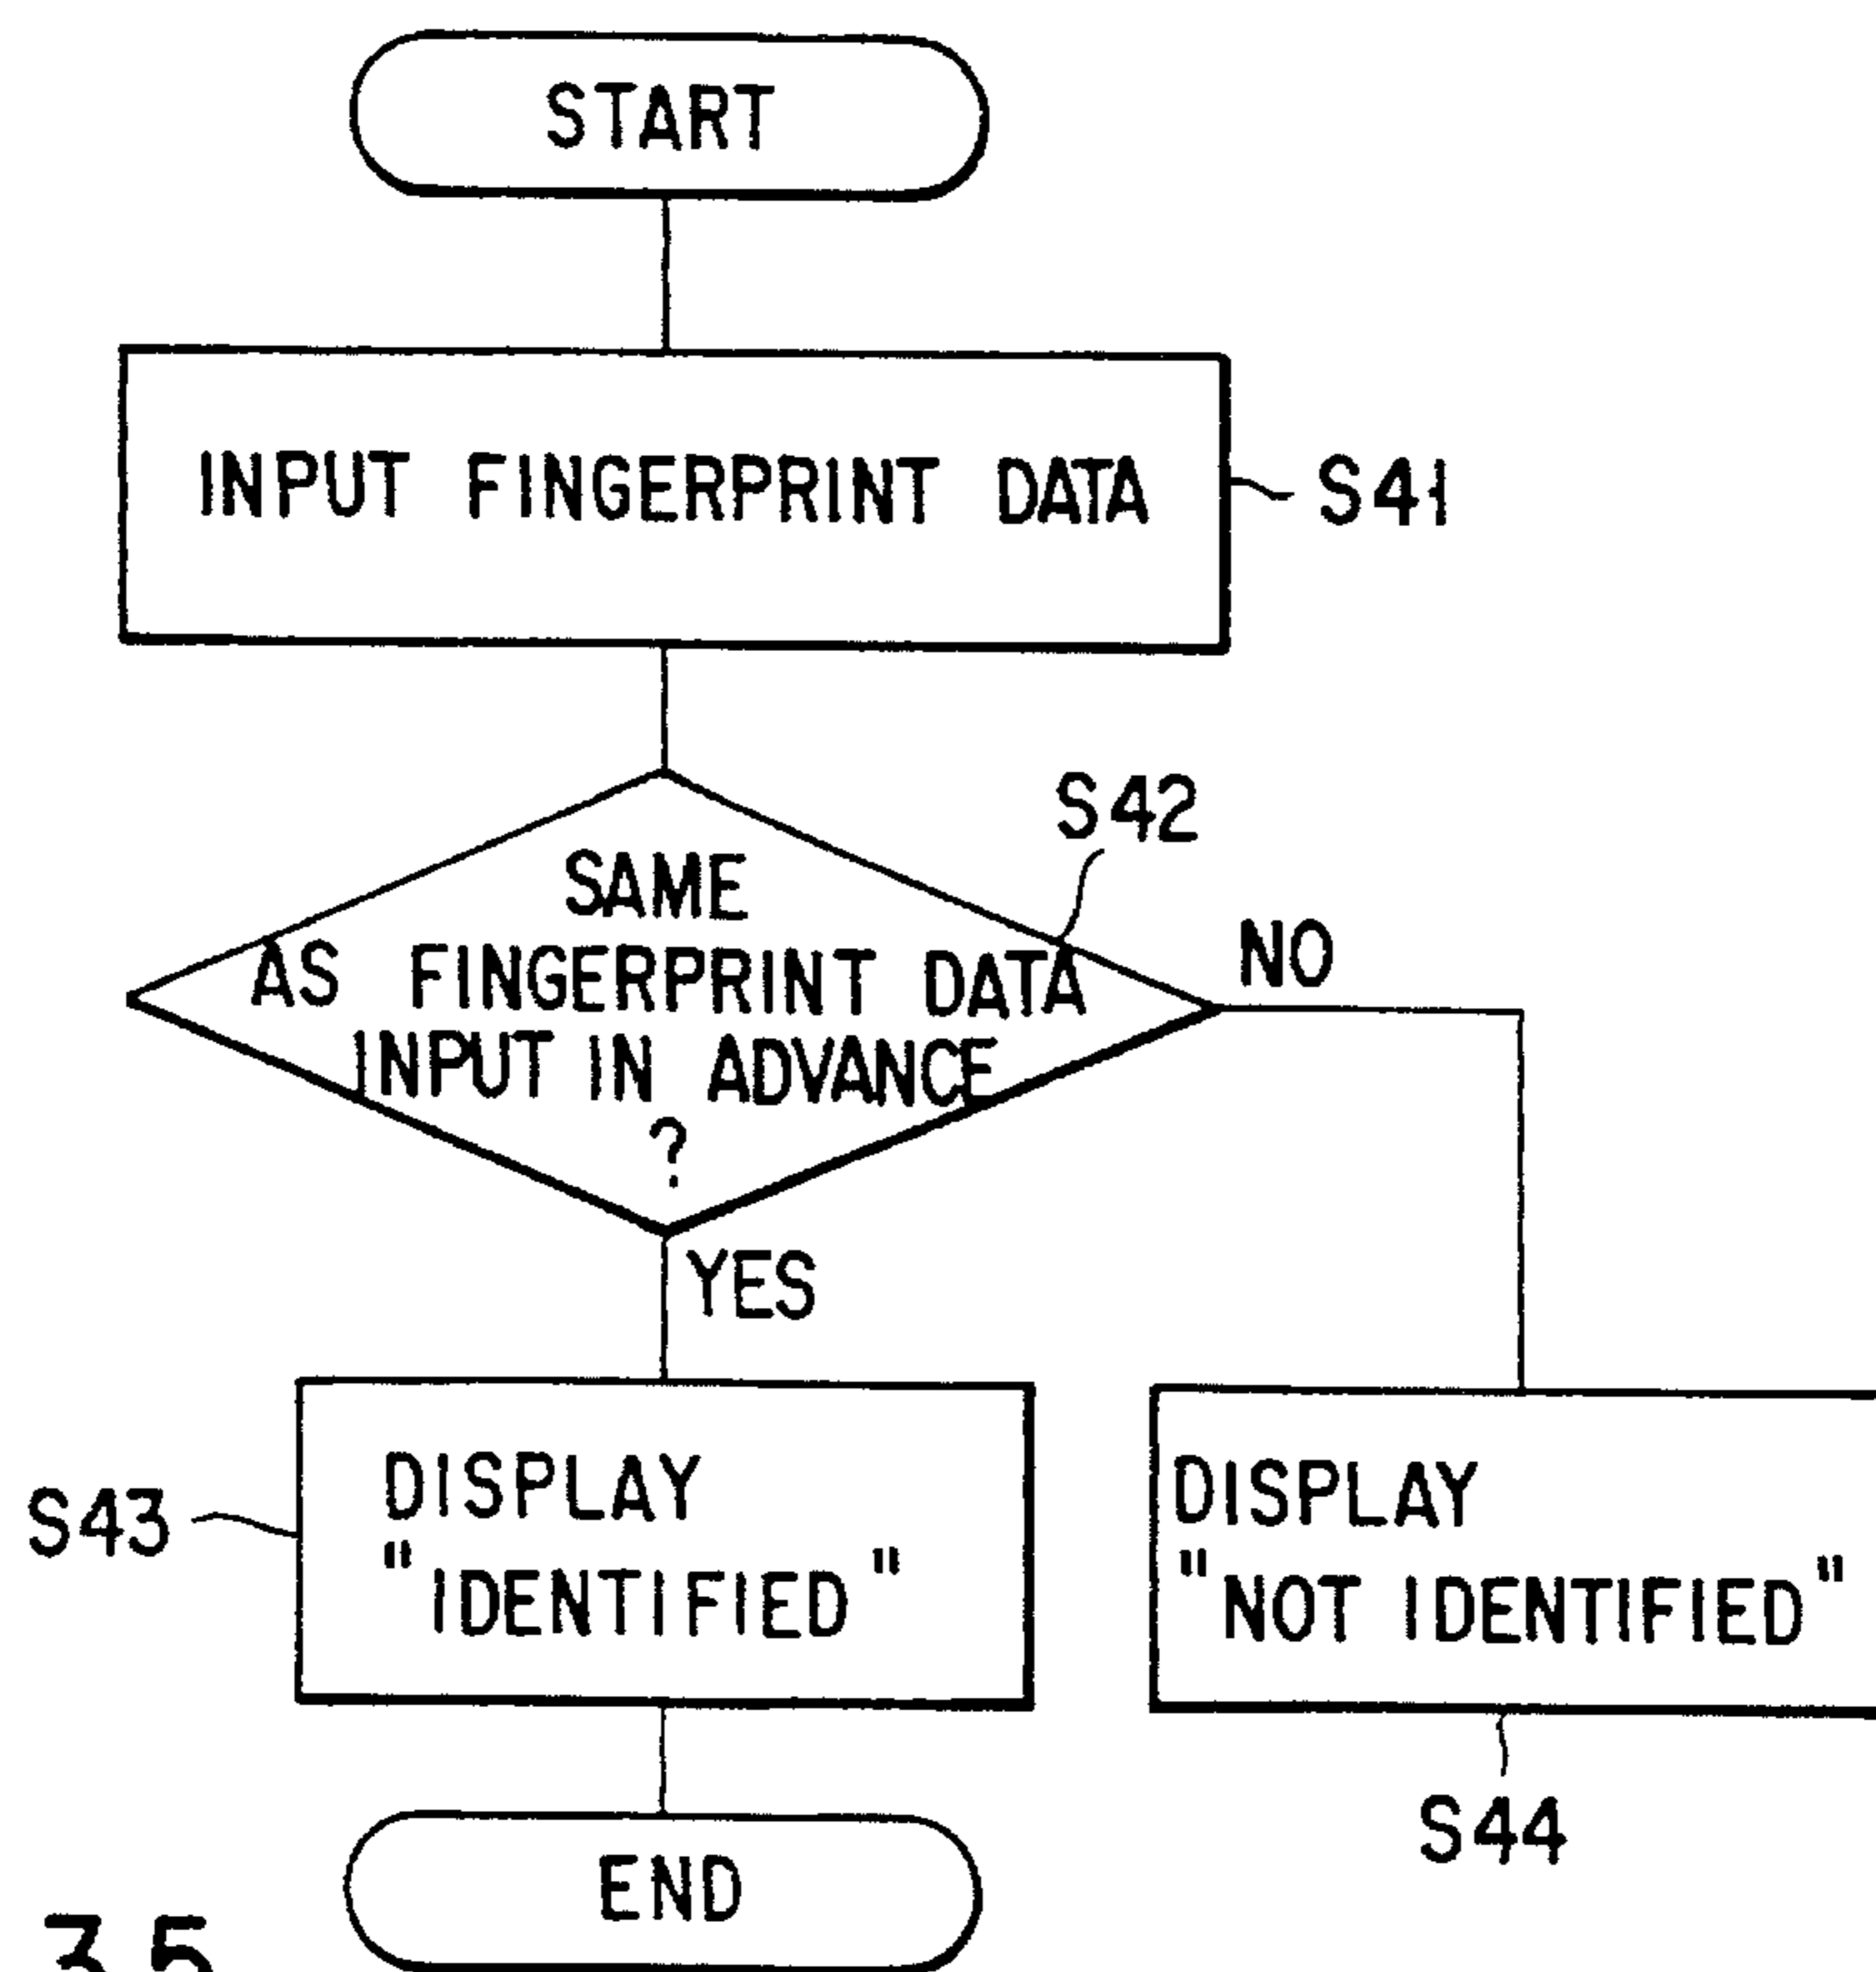 START
INPUT FINGERPRINT DATA
S41
S42
SAME
AS FINGERPRINT DATA
INPUT IN ADVANCE
?
NO
YES
S43
DISPLAY
"IDENTIFIED"
DISPLAY
"NOT IDENTIFIED"
S44
END
35